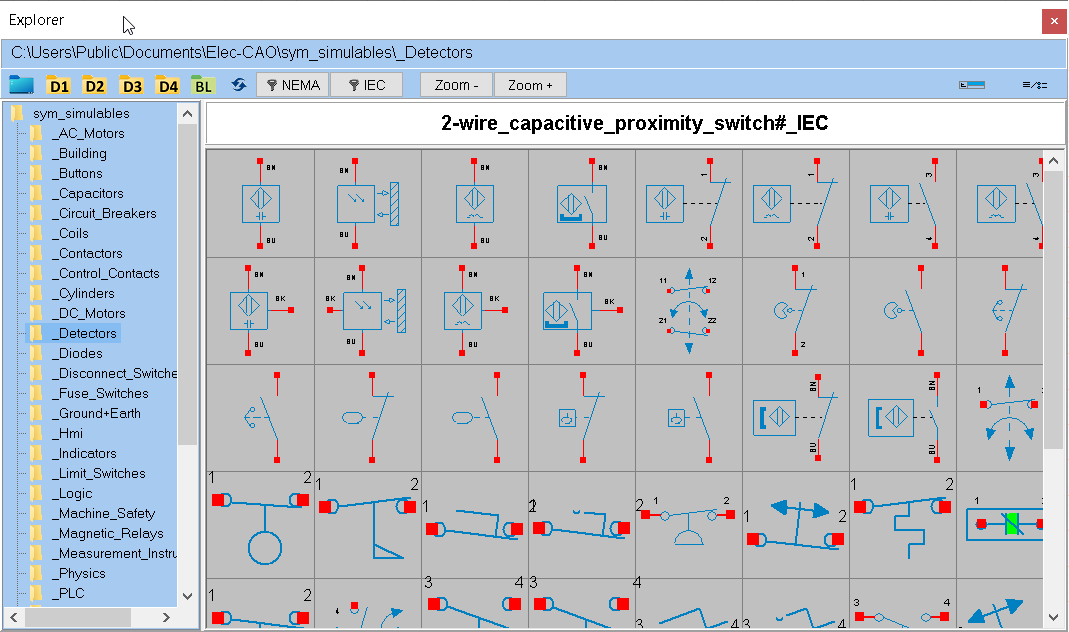 Explorer
C:\Users\Public\Documents\Elec-CAO\sym_simulables\_Detectors
D1 D2 D3 D4 BL NEMA IEC Zoom - Zoom +
sym_simulables
_AC_Motors
_Building
_Buttons
_Capacitors
_Circuit_Breakers
_Coils
_Contactors
_Control_Contacts
_Cylinders
_DC_Motors
_Detectors
_Diodes
_Disconnect_Switche
_Fuse_Switches
_Ground+Earth
_Hmi
_Indicators
_Limit_Switches
_Logic
_Machine_Safety
_Magnetic_Relays
_Measurement_Instru
_Physics
_PLC
2-wire_capacitive_proximity_switch#_IEC
BN BN BN BN 1 1 3 3
BU BU BU BU 2 2 4 4
BN BN BN BN 11 12 1
BK BK BK BK
BU BU BU BU 21 22 2
BN BN 1
BU BU
1 2 1 2 1 2 1 2 1 2 1 2 1
1 2 4 3 4 3 4 3 4 3 4 3 4